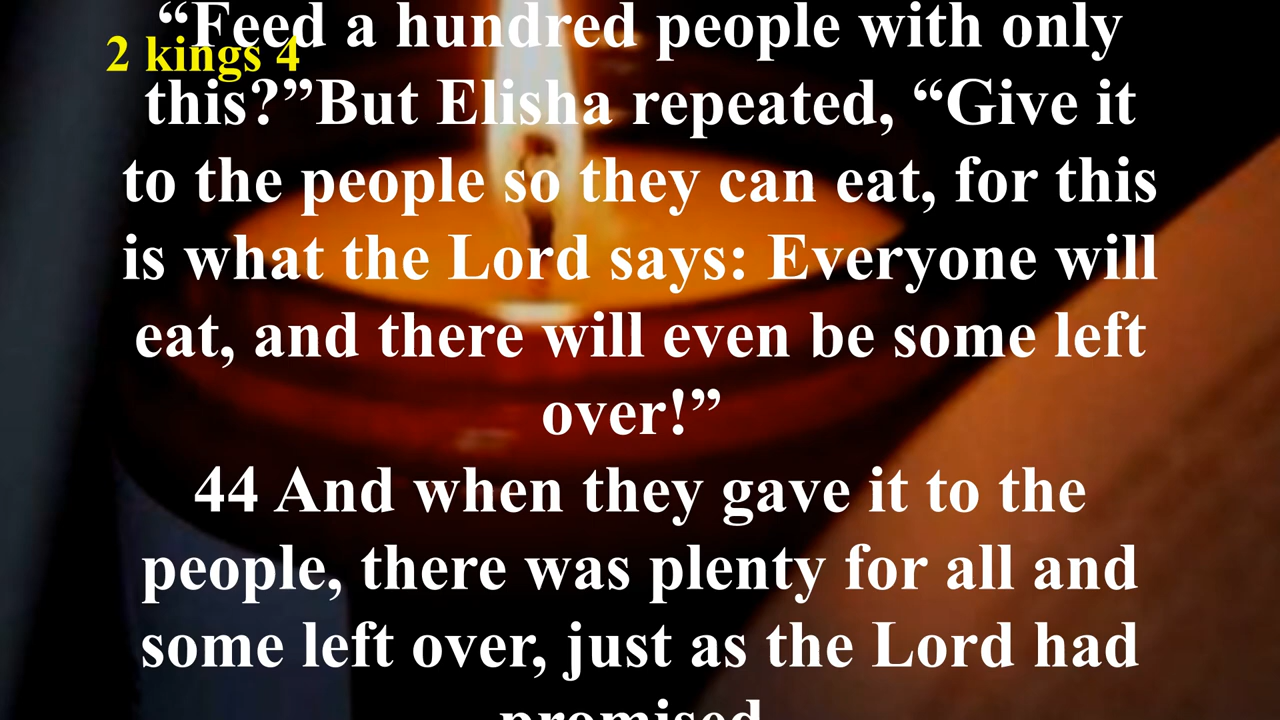 “Feed a hundred people with only
2 kings 4
this?”But Elisha repeated, “Give it
to the people so they can eat, for this
is what the Lord says: Everyone will
eat, and there will even be some left
over!”
44 And when they gave it to the
people, there was plenty for all and
some left over, just as the Lord had
promised